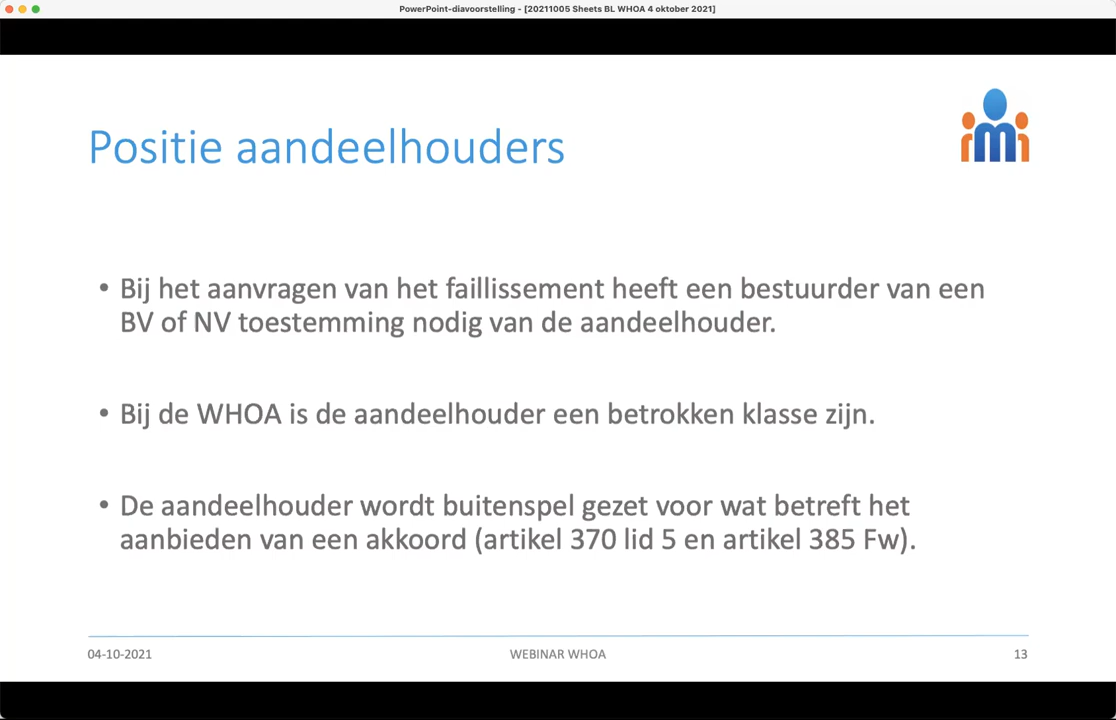 PowerPoint-diavoorstelling - [20211005 Sheets BL WHOA 4 oktober 2021]
Positie aandeelhouders
• Bij het aanvragen van het faillissement heeft een bestuurder van een
BV of NV toestemming nodig van de aandeelhouder.
• Bij de WHOA is de aandeelhouder een betrokken klasse zijn.
• De aandeelhouder wordt buitenspel gezet voor wat betreft het
aanbieden van een akkoord (artikel 370 lid 5 en artikel 385 Fw).
04-10-2021 WEBINAR WHOA 13